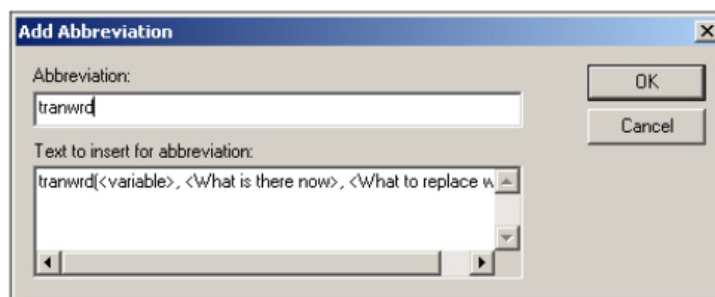 Add Abbreviation
Abbreviation:
OK
tranwrd
Cancel
Text to insert for abbreviation:
tranwrd(<variable>, <What is there now>, <What to replace w